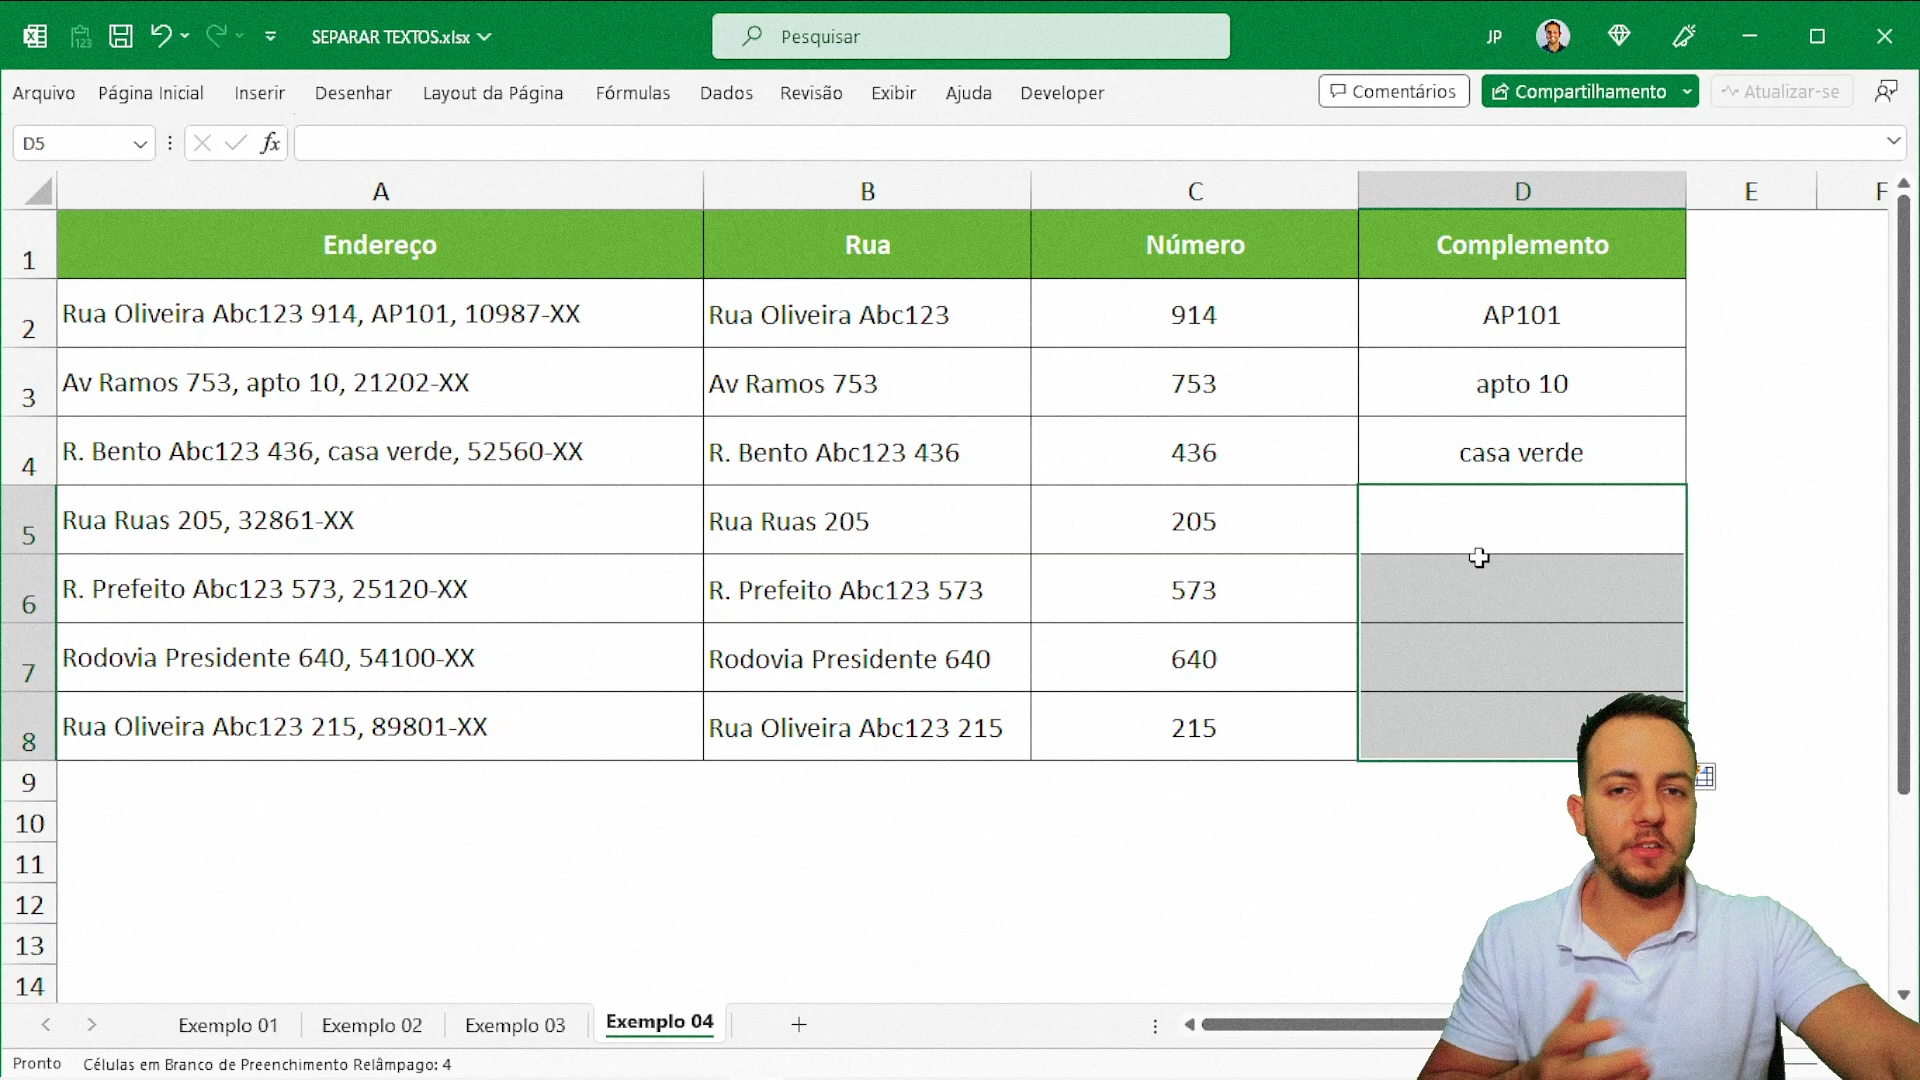 SEPARAR TEXTOS.xlsx
Pesquisar
JP
Arquivo Página Inicial Inserir Desenhar Layout da Página Fórmulas Dados Revisão Exibir Ajuda Developer Comentários Compartilhamento Atualizar-se
D5 fx
A B C D E F
1 Endereço Rua Número Complemento
2 Rua Oliveira Abc123 914, AP101, 10987-XX Rua Oliveira Abc123 914 AP101
3 Av Ramos 753, apto 10, 21202-XX Av Ramos 753 753 apto 10
4 R. Bento Abc123 436, casa verde, 52560-XX R. Bento Abc123 436 436 casa verde
5 Rua Ruas 205, 32861-XX Rua Ruas 205 205
6 R. Prefeito Abc123 573, 25120-XX R. Prefeito Abc123 573 573
7 Rodovia Presidente 640, 54100-XX Rodovia Presidente 640 640
8 Rua Oliveira Abc123 215, 89801-XX Rua Oliveira Abc123 215 215
9
10
11
12
13
14
Exemplo 01 Exemplo 02 Exemplo 03 Exemplo 04
Pronto Células em Branco de Preenchimento Relâmpago: 4